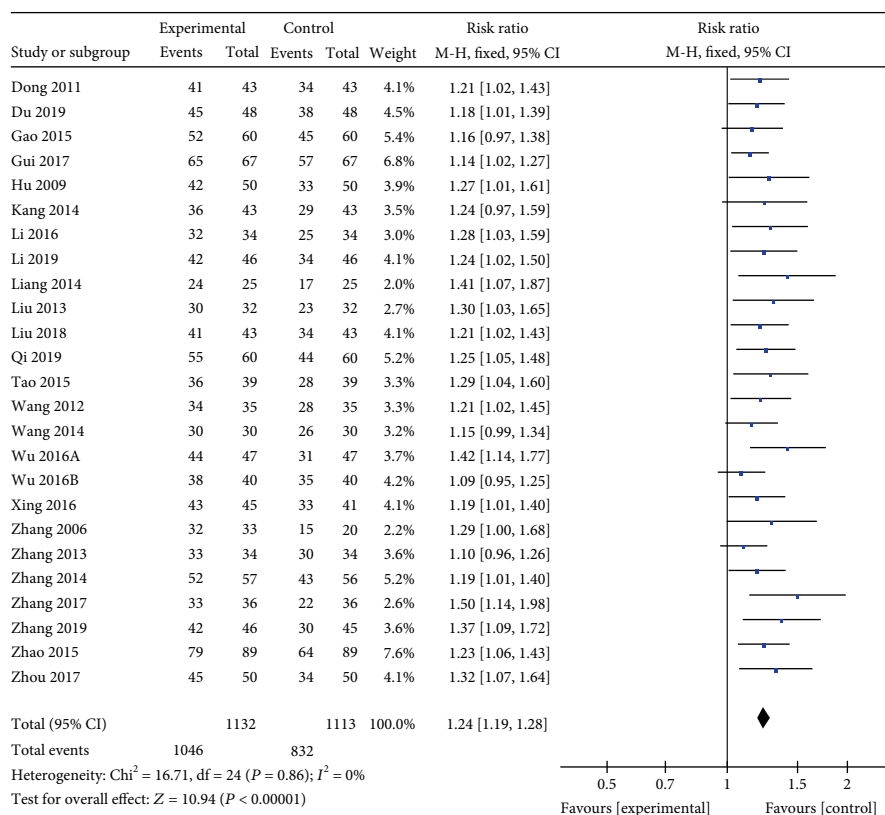 Experimental Control Risk ratio Risk ratio
Study or subgroup Events Total Events Total Weight M-H, fixed, 95% CI M-H, fixed, 95% CI
Dong 2011 41 43 34 43 4.1% 1.21 [1.02, 1.43]
Du 2019 45 48 38 48 4.5% 1.18 [1.01, 1.39]
Gao 2015 52 60 45 60 5.4% 1.16 [0.97, 1.38]
Gui 2017 65 67 57 67 6.8% 1.14 [1.02, 1.27]
Hu 2009 42 50 33 50 3.9% 1.27 [1.01, 1.61]
Kang 2014 36 43 29 43 3.5% 1.24 [0.97, 1.59]
Li 2016 32 34 25 34 3.0% 1.28 [1.03, 1.59]
Li 2019 42 46 34 46 4.1% 1.24 [1.02, 1.50]
Liang 2014 24 25 17 25 2.0% 1.41 [1.07, 1.87]
Liu 2013 30 32 23 32 2.7% 1.30 [1.03, 1.65]
Liu 2018 41 43 34 43 4.1% 1.21 [1.02, 1.43]
Qi 2019 55 60 44 60 5.2% 1.25 [1.05, 1.48]
Tao 2015 36 39 28 39 3.3% 1.29 [1.04, 1.60]
Wang 2012 34 35 28 35 3.3% 1.21 [1.02, 1.45]
Wang 2014 30 30 26 30 3.2% 1.15 [0.99, 1.34]
Wu 2016A 44 47 31 47 3.7% 1.42 [1.14, 1.77]
Wu 2016B 38 40 35 40 4.2% 1.09 [0.95, 1.25]
Xing 2016 43 45 33 41 4.1% 1.19 [1.01, 1.40]
Zhang 2006 32 33 15 20 2.2% 1.29 [1.00, 1.68]
Zhang 2013 33 34 30 34 3.6% 1.10 [0.96, 1.26]
Zhang 2014 52 57 43 56 5.2% 1.19 [1.01, 1.40]
Zhang 2017 33 36 22 36 2.6% 1.50 [1.14, 1.98]
Zhang 2019 42 46 30 45 3.6% 1.37 [1.09, 1.72]
Zhao 2015 79 89 64 89 7.6% 1.23 [1.06, 1.43]
Zhou 2017 45 50 34 50 4.1% 1.32 [1.07, 1.64]
Total (95% CI) 1132 1113 100.0% 1.24 [1.19, 1.28]
Total events 1046 832
Heterogeneity: Chi² = 16.71, df = 24 (P = 0.86); I² = 0%
Test for overall effect: Z = 10.94 (P < 0.00001)
0.5 0.7 1 1.5 2
Favours [experimental] Favours [control]